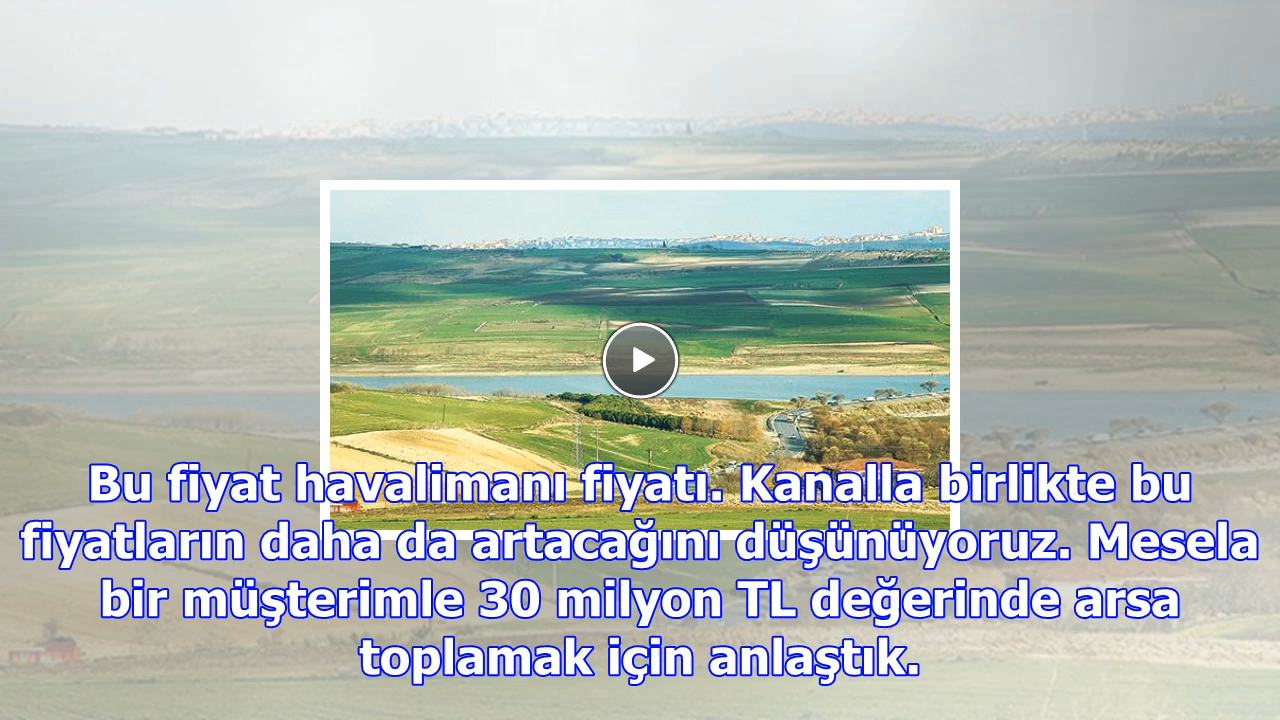 Bu fiyat havalimanı fiyatı. Kanalla birlikte bu
fiyatların daha da artacağını düşünüyoruz. Mesela
bir müşterimle 30 milyon TL değerinde arsa
toplamak için anlaştık.